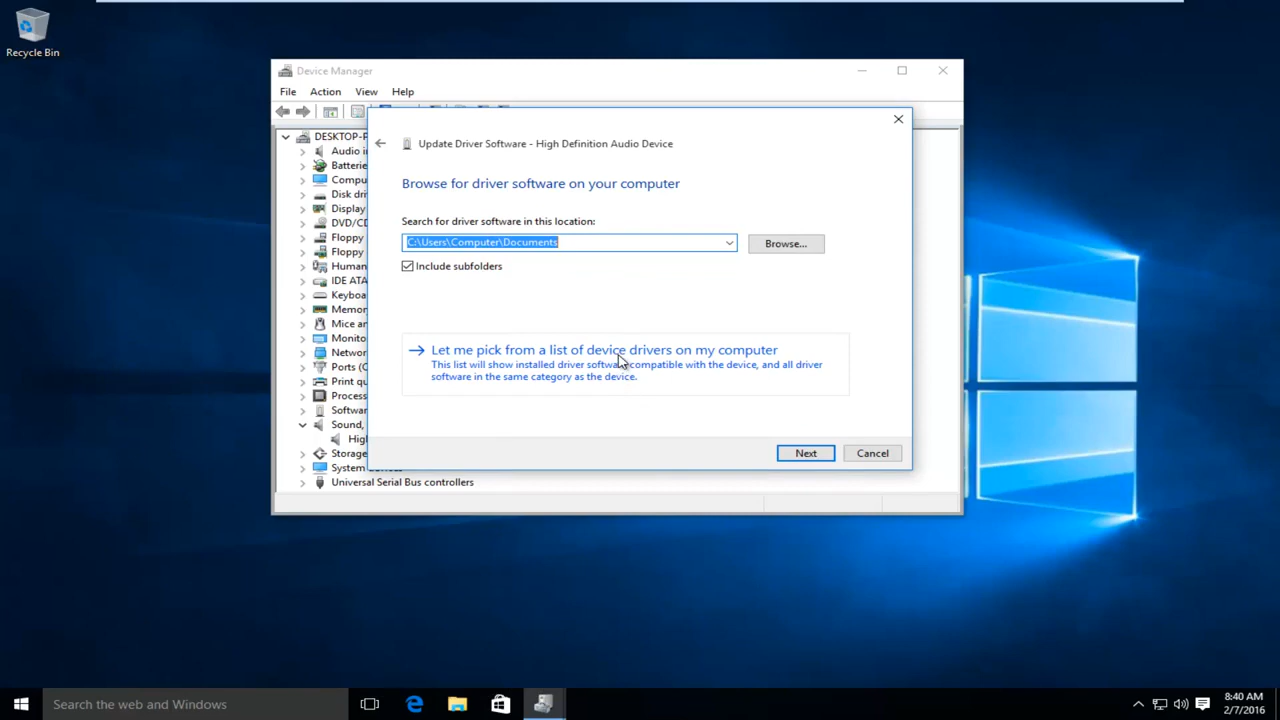 Recycle Bin
Device Manager
File Action View Help
DESKTOP-
Audio
Batterie
Compu
Disk dri
Display
DVD/CD
Floppy
Floppy
Human
IDE ATA
Keyboa
Memor
Mice an
Monito
Networ
Ports (
Print qu
Process
Softwar
Sound,
High
Storage
System
Universal Serial Bus controllers
Update Driver Software - High Definition Audio Device
Browse for driver software on your computer
Search for driver software in this location:
C:\Users\Computer\Documents
Browse...
Include subfolders
Let me pick from a list of device drivers on my computer
This list will show installed driver software compatible with the device, and all driver
software in the same category as the device.
Next Cancel
Search the web and Windows
8:40 AM
2/7/2016